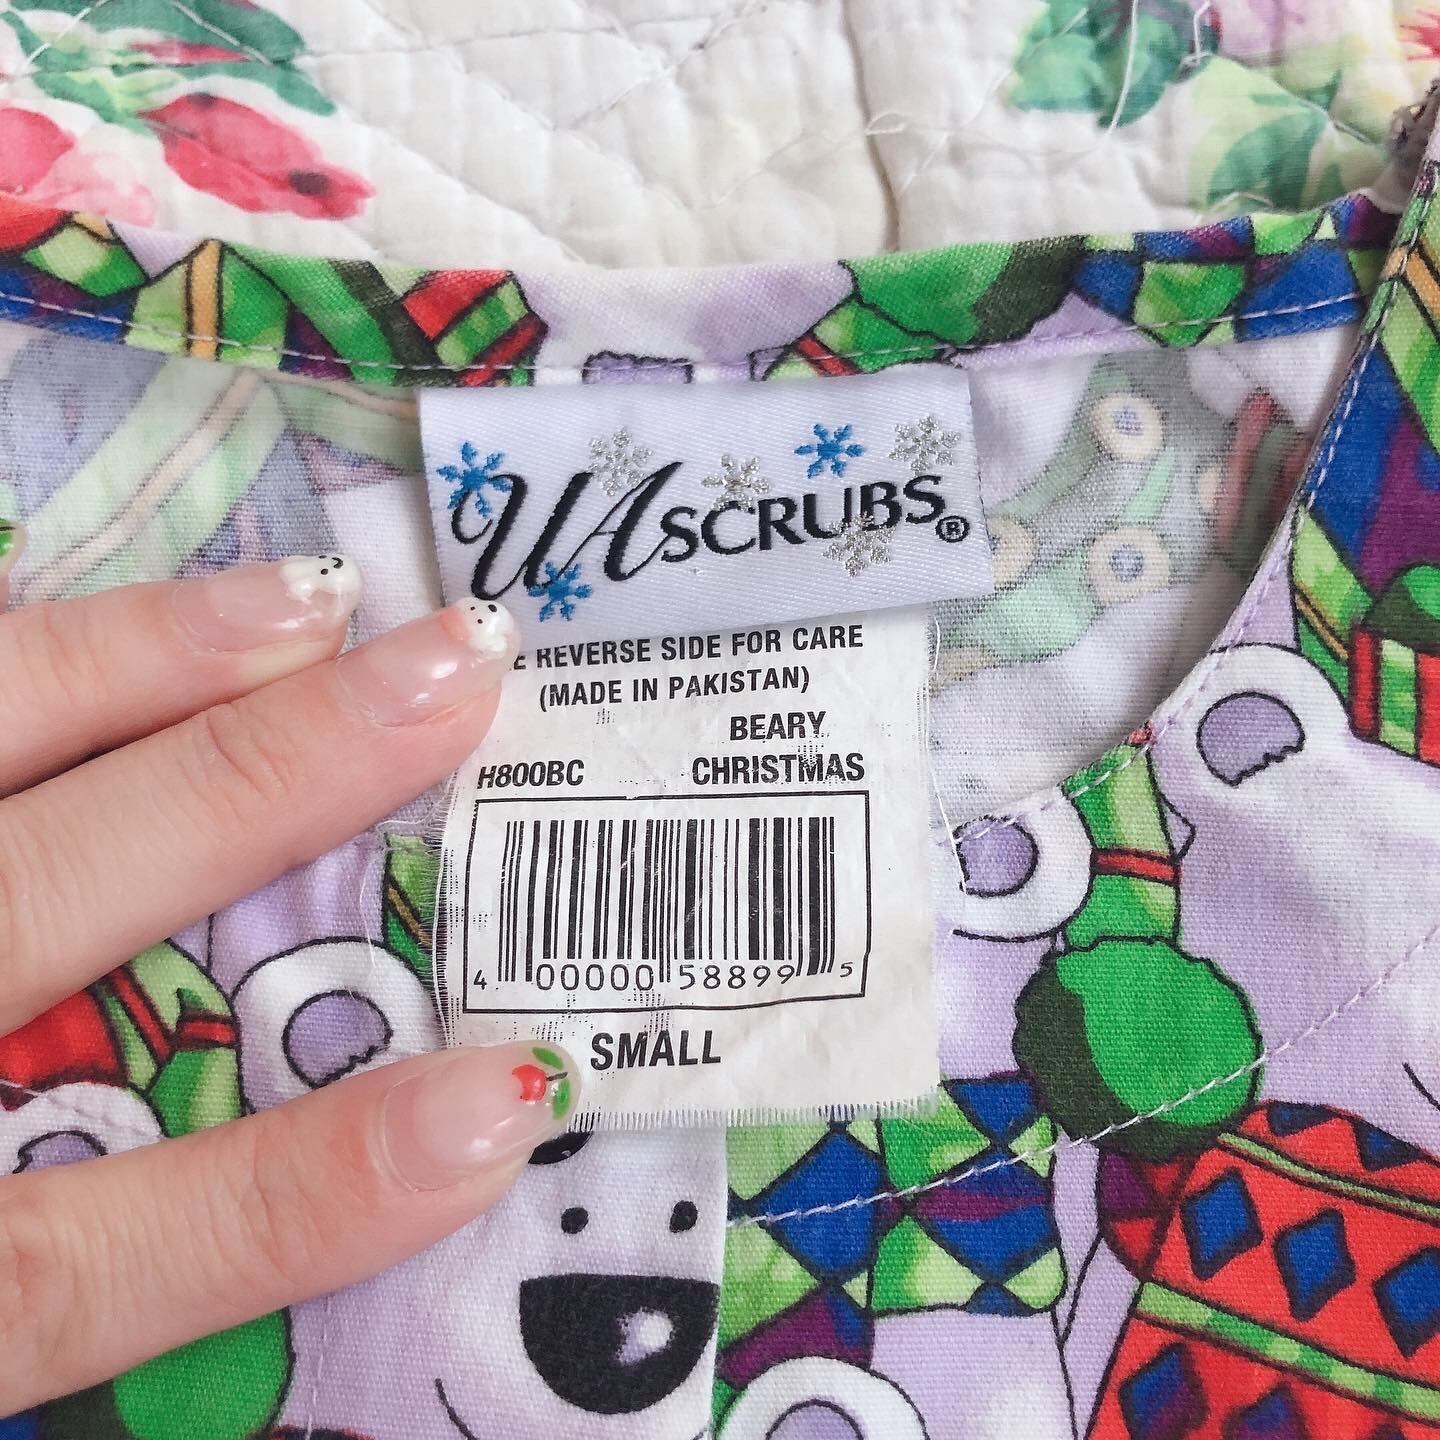 UA SCRUBS®
REVERSE SIDE FOR CARE
(MADE IN PAKISTAN)
BEARY
H800BC CHRISTMAS
4 00000 58899 5
SMALL